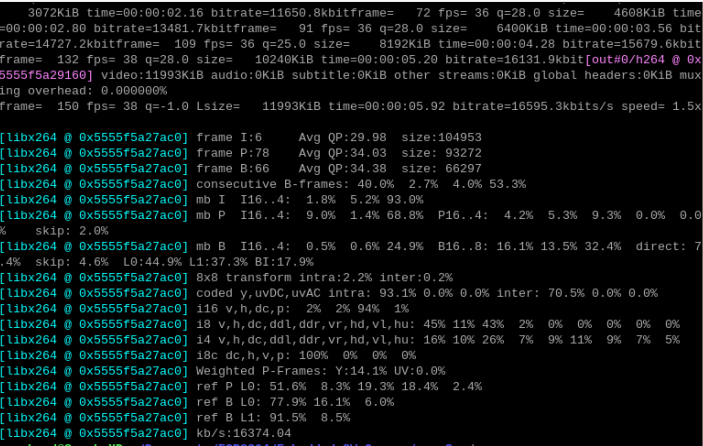 3072KiB time=00:00:02.16 bitrate=11650.8kbitframe=   72 fps= 36 q=28.0 size=    4608KiB time
=00:00:02.80 bitrate=13481.7kbitframe=   91 fps= 36 q=28.0 size=    6400KiB time=00:00:03.56 bit
rate=14727.2kbitframe=  109 fps= 36 q=25.0 size=    8192KiB time=00:00:04.28 bitrate=15679.6kbit
frame=  132 fps= 38 q=28.0 size=   10240KiB time=00:00:05.20 bitrate=16131.9kbit[out#0/h264 @ 0x
5555f5a29160] video:11993KiB audio:0KiB subtitle:0KiB other streams:0KiB global headers:0KiB mux
ing overhead: 0.000000%
frame=  150 fps= 38 q=-1.0 Lsize=   11993KiB time=00:00:05.92 bitrate=16595.3kbits/s speed= 1.5x
[libx264 @ 0x5555f5a27ac0] frame I:6     Avg QP:29.98  size:104953
[libx264 @ 0x5555f5a27ac0] frame P:78    Avg QP:34.03  size: 93272
[libx264 @ 0x5555f5a27ac0] frame B:66    Avg QP:34.38  size: 66297
[libx264 @ 0x5555f5a27ac0] consecutive B-frames: 40.0%  2.7%  4.0% 53.3%
[libx264 @ 0x5555f5a27ac0] mb I  I16..4:  1.8%  5.2% 93.0%
[libx264 @ 0x5555f5a27ac0] mb P  I16..4:  9.0%  1.4% 68.8%  P16..4:  4.2%  5.3%  9.3%  0.0%  0.0
%    skip: 2.0%
[libx264 @ 0x5555f5a27ac0] mb B  I16..4:  0.5%  0.6% 24.9%  B16..8: 16.1% 13.5% 32.4%  direct: 7
.4%  skip: 4.6%  L0:44.9% L1:37.3% BI:17.9%
[libx264 @ 0x5555f5a27ac0] 8x8 transform intra:2.2% inter:0.2%
[libx264 @ 0x5555f5a27ac0] coded y,uvDC,uvAC intra: 93.1% 0.0% 0.0% inter: 70.5% 0.0% 0.0%
[libx264 @ 0x5555f5a27ac0] i16 v,h,dc,p:  2%  2% 94%  1%
[libx264 @ 0x5555f5a27ac0] i8 v,h,dc,ddl,ddr,vr,hd,vl,hu: 45% 11% 43%  2%  0%  0%  0%  0%  0%
[libx264 @ 0x5555f5a27ac0] i4 v,h,dc,ddl,ddr,vr,hd,vl,hu: 16% 10% 26%  7%  9% 11%  9%  7%  5%
[libx264 @ 0x5555f5a27ac0] i8c dc,h,v,p: 100%  0%  0%  0%
[libx264 @ 0x5555f5a27ac0] Weighted P-Frames: Y:14.1% UV:0.0%
[libx264 @ 0x5555f5a27ac0] ref P L0: 51.6%  8.3% 19.3% 18.4%  2.4%
[libx264 @ 0x5555f5a27ac0] ref B L0: 77.9% 16.1%  6.0%
[libx264 @ 0x5555f5a27ac0] ref B L1: 91.5%  8.5%
[libx264 @ 0x5555f5a27ac0] kb/s:16374.04